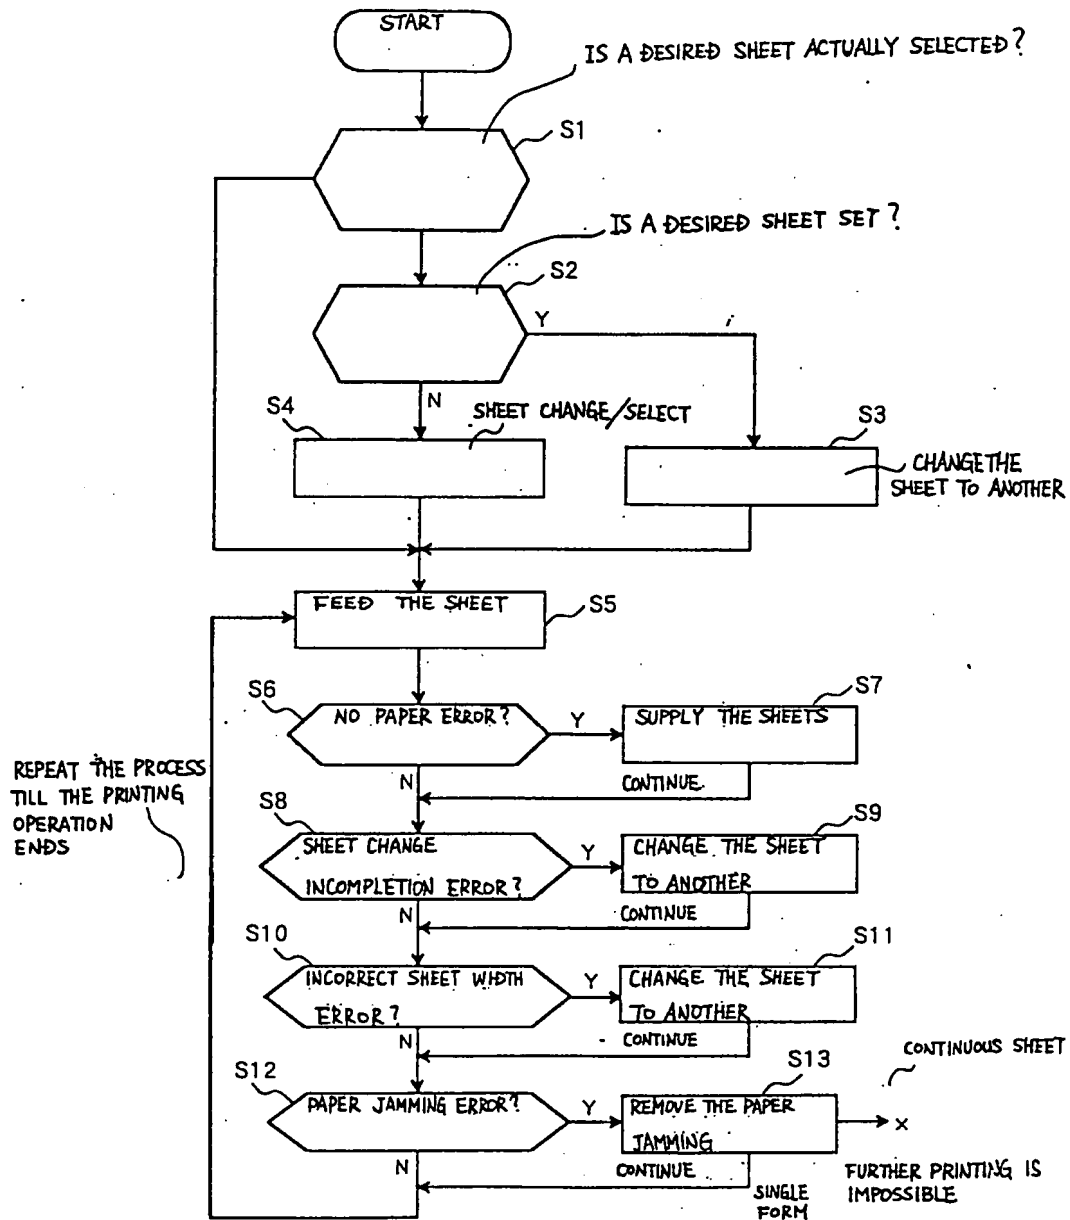 START
IS A DESIRED SHEET ACTUALLY SELECTED?
S1
IS A DESIRED SHEET SET?
S2
Y
N
S4
SHEET CHANGE/SELECT
S3
CHANGE THE
SHEET TO ANOTHER
FEED THE SHEET
S5
S6
NO PAPER ERROR?
Y
S7
SUPPLY THE SHEETS
N
CONTINUE
REPEAT THE PROCESS
TILL THE PRINTING
OPERATION
ENDS
S8
SHEET CHANGE
INCOMPLETION ERROR?
Y
S9
CHANGE THE SHEET
TO ANOTHER
N
CONTINUE
S10
INCORRECT SHEET WIDTH
ERROR?
Y
S11
CHANGE THE SHEET
TO ANOTHER
N
CONTINUE
S12
PAPER JAMMING ERROR?
Y
S13
REMOVE THE PAPER
JAMMING
CONTINUOUS SHEET
x
N
CONTINUE
SINGLE
FORM
FURTHER PRINTING IS
IMPOSSIBLE